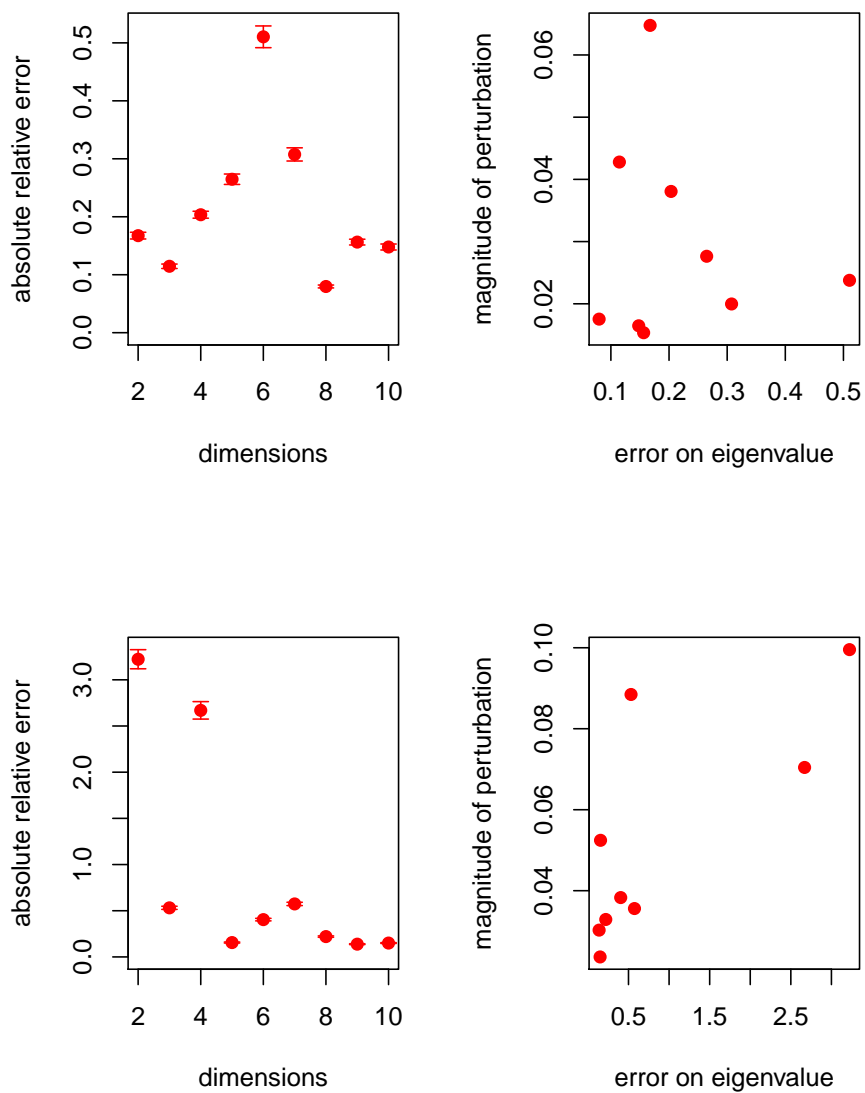 absolute relative error
0.0 0.1 0.2 0.3 0.4 0.5
2 4 6 8 10
dimensions
magnitude of perturbation
0.02 0.04 0.06
0.1 0.2 0.3 0.4 0.5
error on eigenvalue
absolute relative error
0.0 1.0 2.0 3.0
2 4 6 8 10
dimensions
magnitude of perturbation
0.04 0.06 0.08 0.10
0.5 1.5 2.5
error on eigenvalue